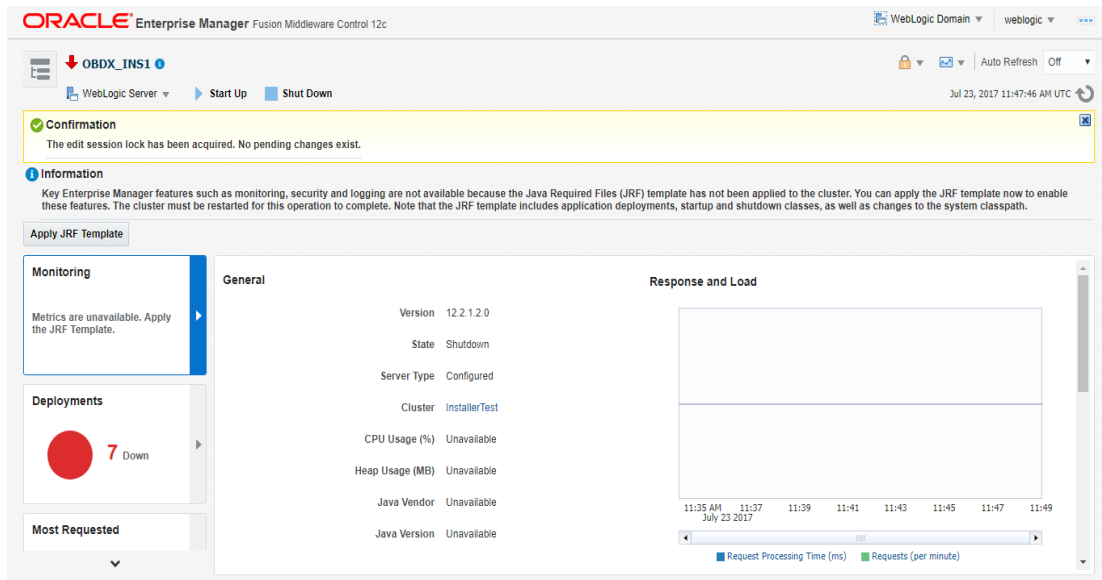 ORACLE® Enterprise Manager Fusion Middleware Control 12c
WebLogic Domain
weblogic
OBDX_INS1
Auto Refresh Off
WebLogic Server
Start Up
Shut Down
Jul 23, 2017 11:47:46 AM UTC
Confirmation
The edit session lock has been acquired. No pending changes exist.
Information
Key Enterprise Manager features such as monitoring, security and logging are not available because the Java Required Files (JRF) template has not been applied to the cluster. You can apply the JRF template now to enable
these features. The cluster must be restarted for this operation to complete. Note that the JRF template includes application deployments, startup and shutdown classes, as well as changes to the system classpath.
Apply JRF Template
Monitoring
Metrics are unavailable. Apply
the JRF Template.
Deployments
7 Down
Most Requested
General
Version 12.2.1.2.0
State Shutdown
Server Type Configured
Cluster InstallerTest
CPU Usage (%) Unavailable
Heap Usage (MB) Unavailable
Java Vendor Unavailable
Java Version Unavailable
Response and Load
11:35 AM 11:37 11:39 11:41 11:43 11:45 11:47 11:49
July 23 2017
Request Processing Time (ms) Requests (per minute)